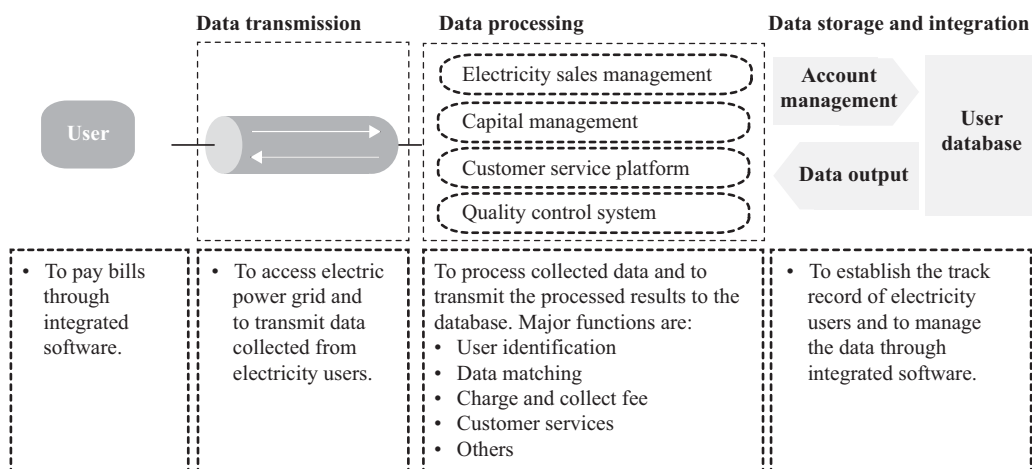 Data transmission
Data processing
Data storage and integration
User
Electricity sales management
Capital management
Customer service platform
Quality control system
Account
management
Data output
User
database
• To pay bills
through
integrated
software.
• To access electric
power grid and
to transmit data
collected from
electricity users.
To process collected data and to
transmit the processed results to the
database. Major functions are:
• User identification
• Data matching
• Charge and collect fee
• Customer services
• Others
• To establish the track
record of electricity
users and to manage
the data through
integrated software.